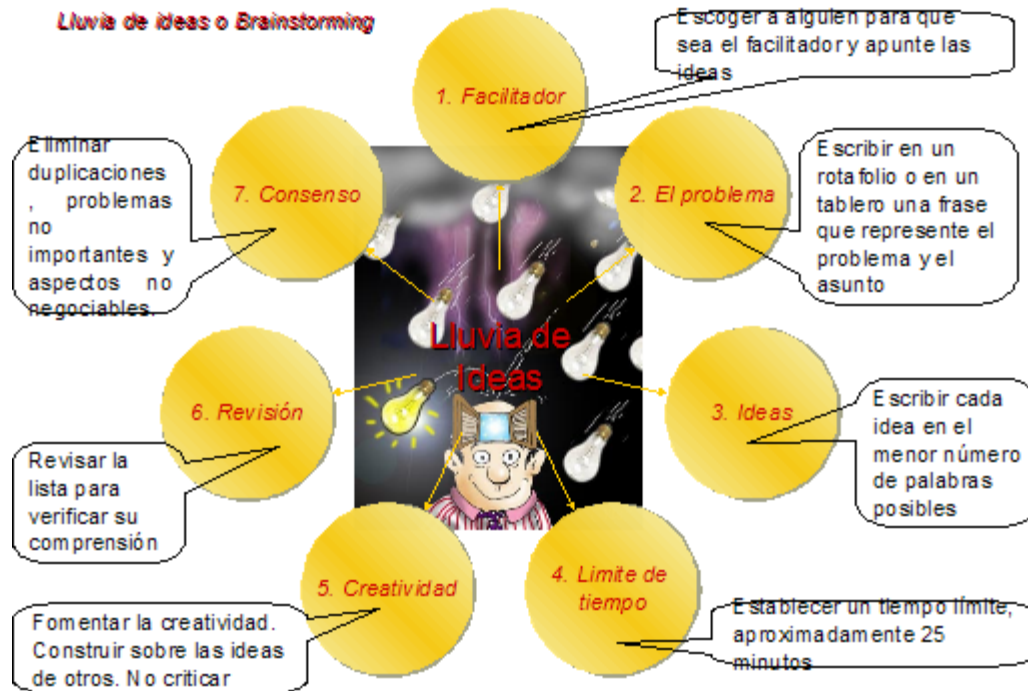 Lluvia de ideas o Brainstorming
1. Facilitador
Escoger a alguien para que
sea el facilitador y apunte las
ideas
2. El problema
Escribir en un
rotafolio o en un
tablero una frase
que represente el
problema y el
asunto
3. Ideas
Escribir cada
idea en el
menor número
de palabras
posibles
4. Limite de
tiempo
Establecer un tiempo límite,
aproximadamente 25
minutos
5. Creatividad
Fomentar la creatividad.
Construir sobre las ideas
de otros. No criticar
6. Revisión
Revisar la
lista para
verificar su
comprensión
7. Consenso
Eliminar
duplicaciones
, problemas
no
importantes y
aspectos no
negociables.
Lluvia de
Ideas